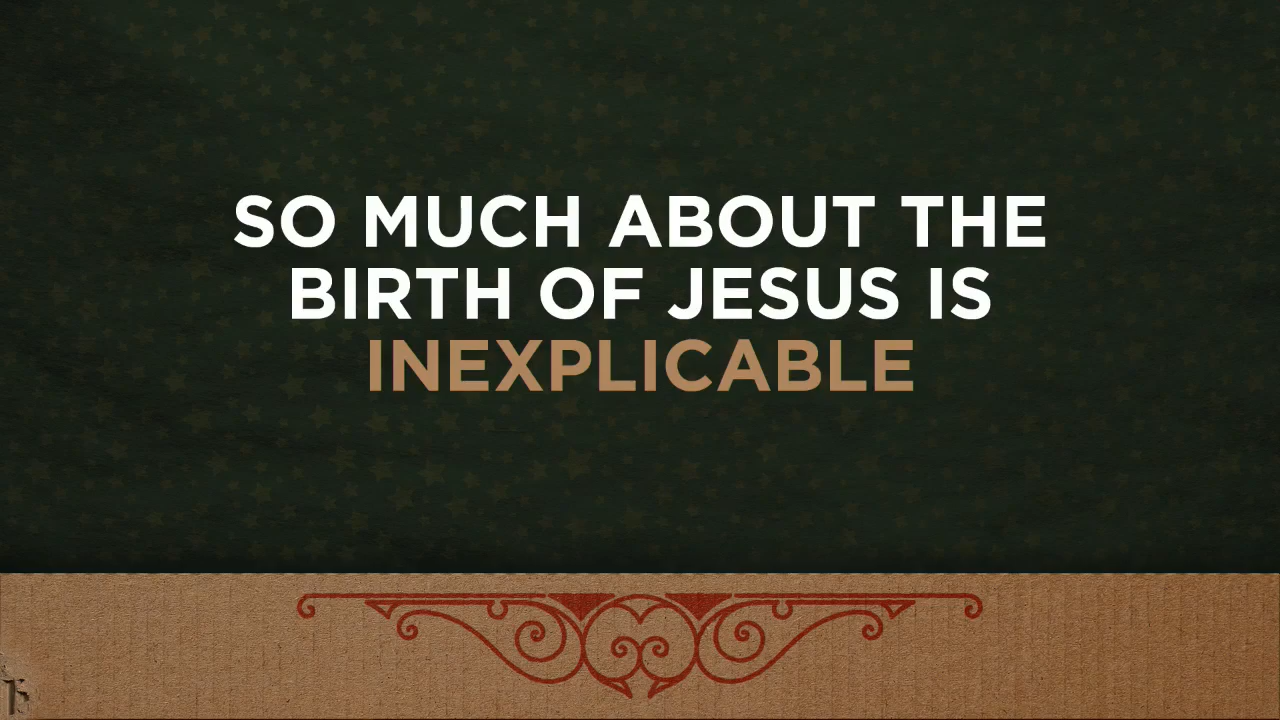 SO MUCH ABOUT THE
BIRTH OF JESUS IS
INEXPLICABLE